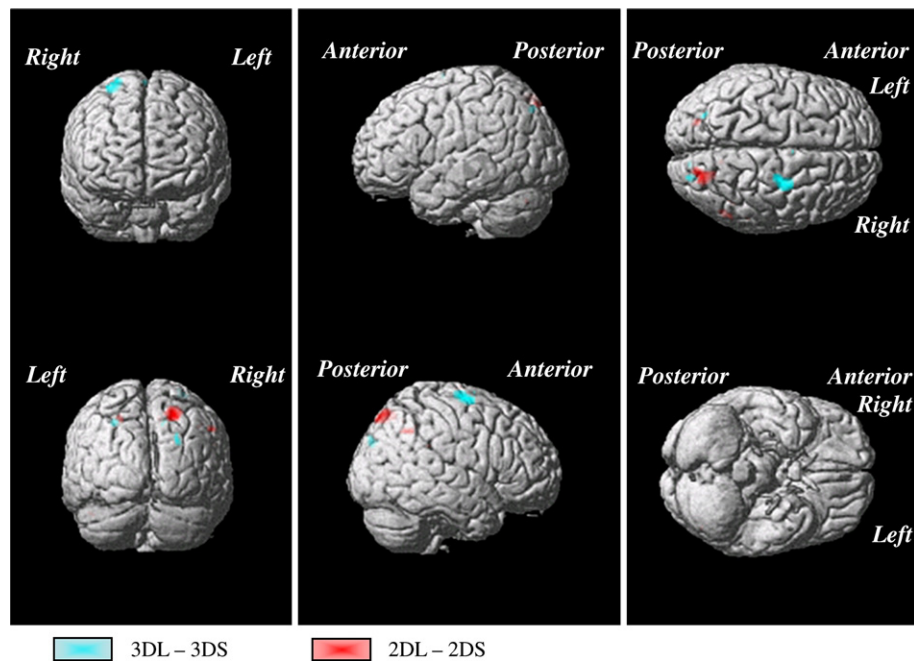 Right Left
Anterior Posterior
Posterior Anterior
Left
Right
Left Right
Posterior Anterior
Posterior Anterior
Right
Left
3DL – 3DS 2DL – 2DS